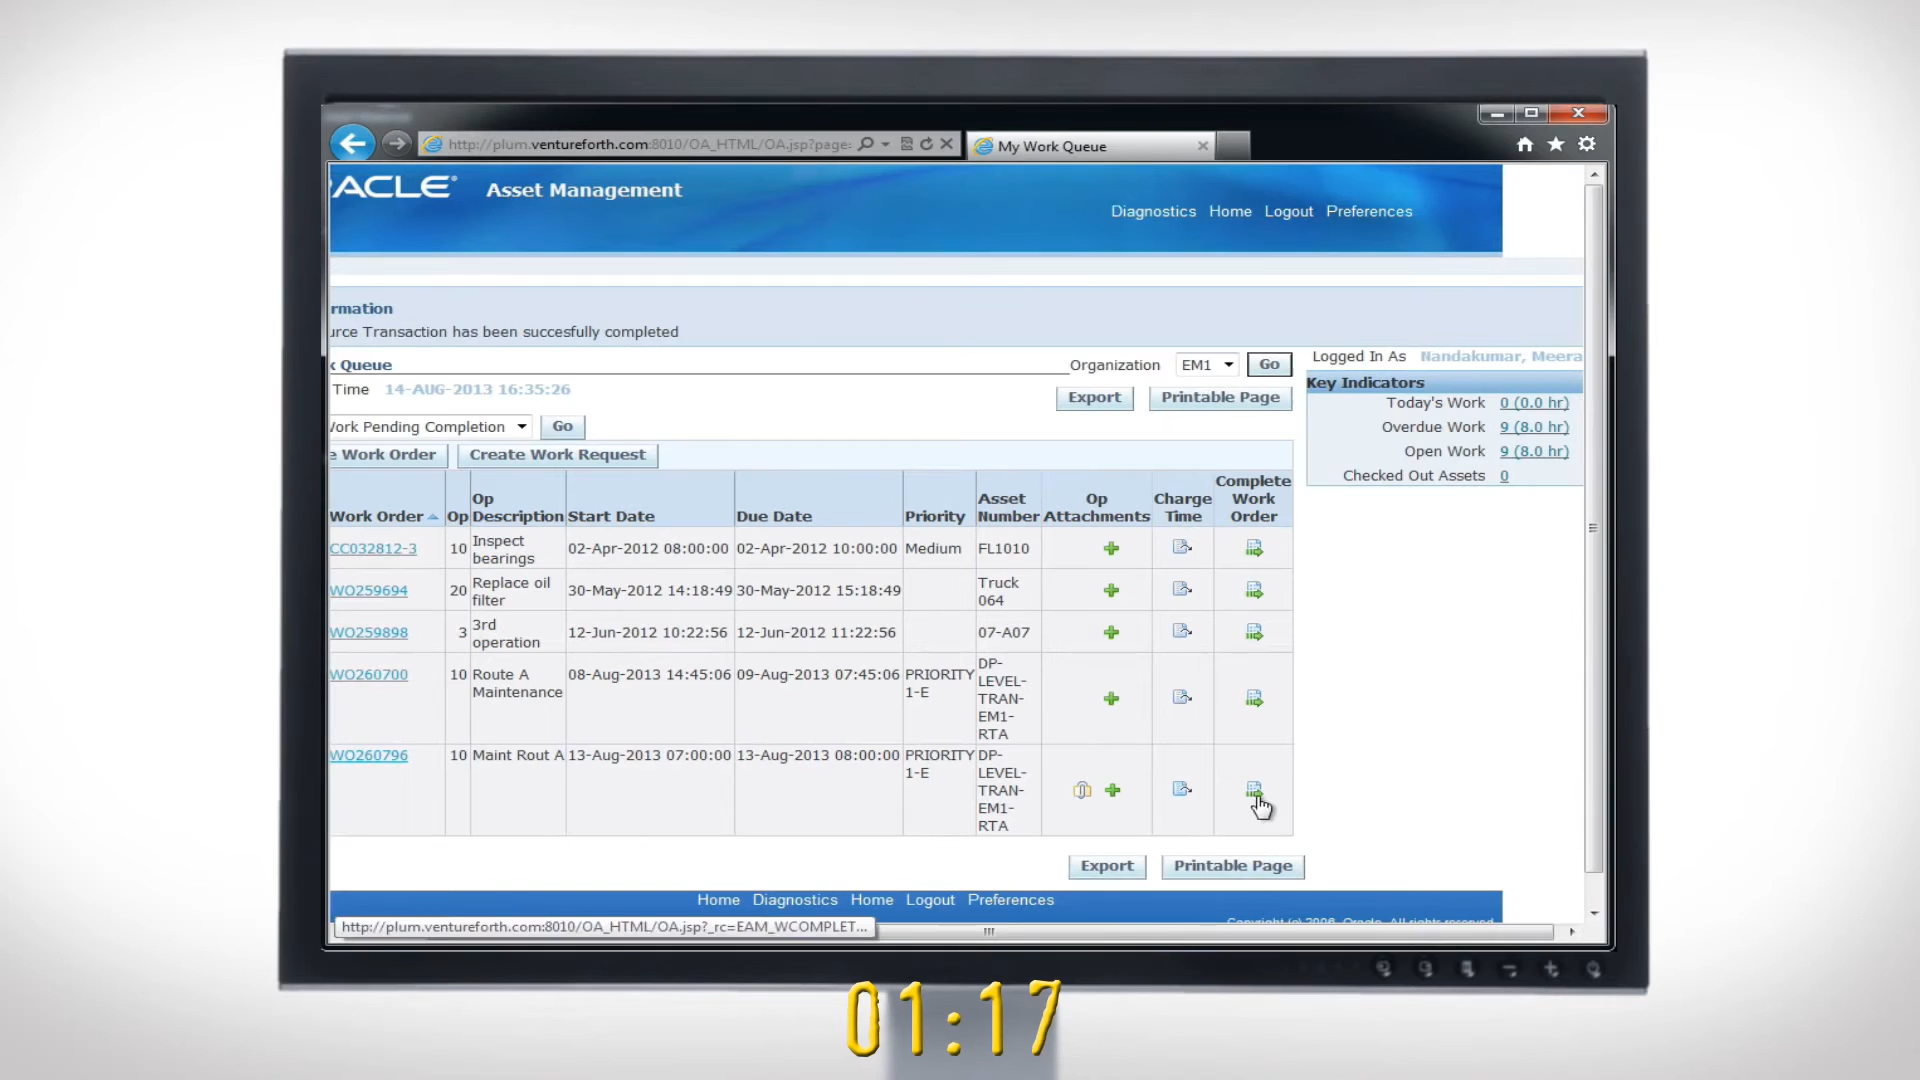 http://plum.ventureforth.com:8010/OA_HTML/OA.jsp?page:
My Work Queue
ACLE
Asset Management
Diagnostics Home Logout Preferences
rmation
urce Transaction has been succesfully completed
k Queue
Organization EM1 Go
Logged In As Nandakumar, Meera
Time 14-AUG-2013 16:35:26
Export Printable Page
Key Indicators
Today's Work 0 (0.0 hr)
Overdue Work 9 (8.0 hr)
Open Work 9 (8.0 hr)
Checked Out Assets 0
Work Pending Completion Go
e Work Order Create Work Request
Work Order Op Op Description Start Date Due Date Priority Asset Number Op Attachments Charge Time Complete Work Order
CC032812-3 10 Inspect bearings 02-Apr-2012 08:00:00 02-Apr-2012 10:00:00 Medium FL1010
WO259694 20 Replace oil filter 30-May-2012 14:18:49 30-May-2012 15:18:49 Truck 064
WO259898 3 3rd operation 12-Jun-2012 10:22:56 12-Jun-2012 11:22:56 07-A07
WO260700 10 Route A Maintenance 08-Aug-2013 14:45:06 09-Aug-2013 07:45:06 PRIORITY 1-E DP-LEVEL-TRAN-EM1-RTA
WO260796 10 Maint Rout A 13-Aug-2013 07:00:00 13-Aug-2013 08:00:00 PRIORITY 1-E DP-LEVEL-TRAN-EM1-RTA
Export Printable Page
Home Diagnostics Home Logout Preferences
Copyright (c) 2006, Oracle. All rights reserved.
http://plum.ventureforth.com:8010/OA_HTML/OA.jsp?_rc=EAM_WCOMPLET...
01:17